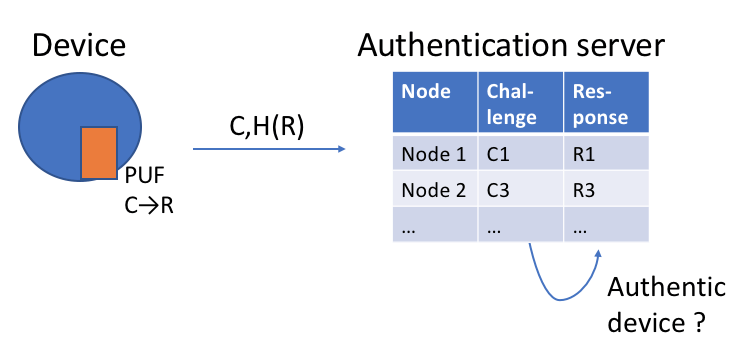 Device
Authentication server
Node Chal- Res-
lenge ponse
C,H(R)
Node 1 C1 R1
PUF
Node 2 C3 R3
C→R
... ... ...
Authentic
device ?